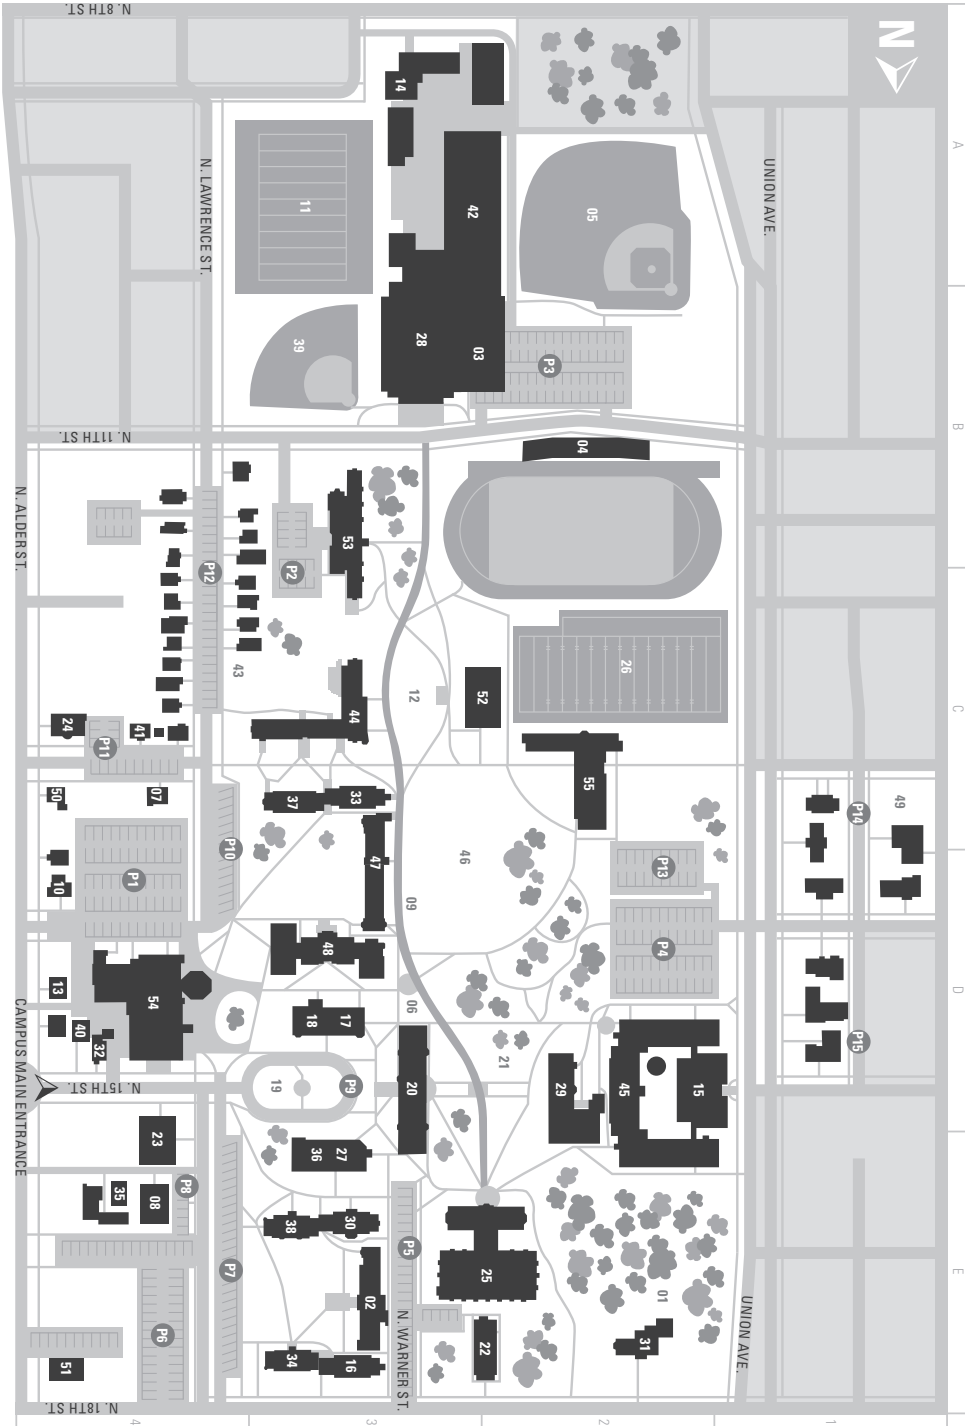 N. 8TH ST.
N
14
A
N. LAWRENCE ST.
UNION AVE.
11
42
05
39
28
03
P3
B
N. 11TH ST.
04
N. ALDER ST.
53
P12
P2
43
12
52
26
C
44
24
41
P11
50
07
37
33
55
P14
49
P10
47
46
P13
P1
10
09
48
P4
13
54
18
17
06
D
40
32
21
P15
CAMPUS MAIN ENTRANCE
N. 15TH ST.
19
P9
20
29
45
15
23
36
27
35
08
P8
38
30
P5
P7
25
E
02
01
N. WARNER ST.
UNION AVE.
P6
51
34
16
22
31
N. 18TH ST.
4
3
2
1